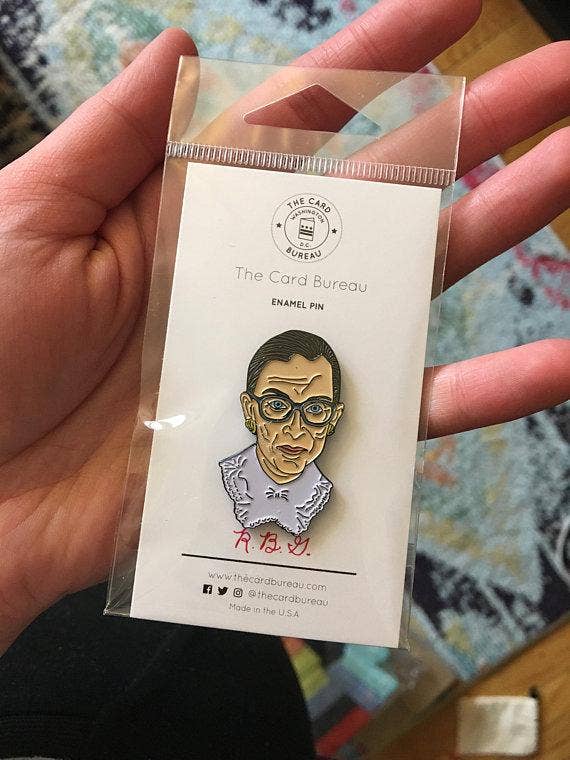 THE CARD
WASHINGTON
D.C.
BUREAU
The Card Bureau
ENAMEL PIN
R.B.G.
www.thecardbureau.com
@thecardbureau
Made in the U.S.A